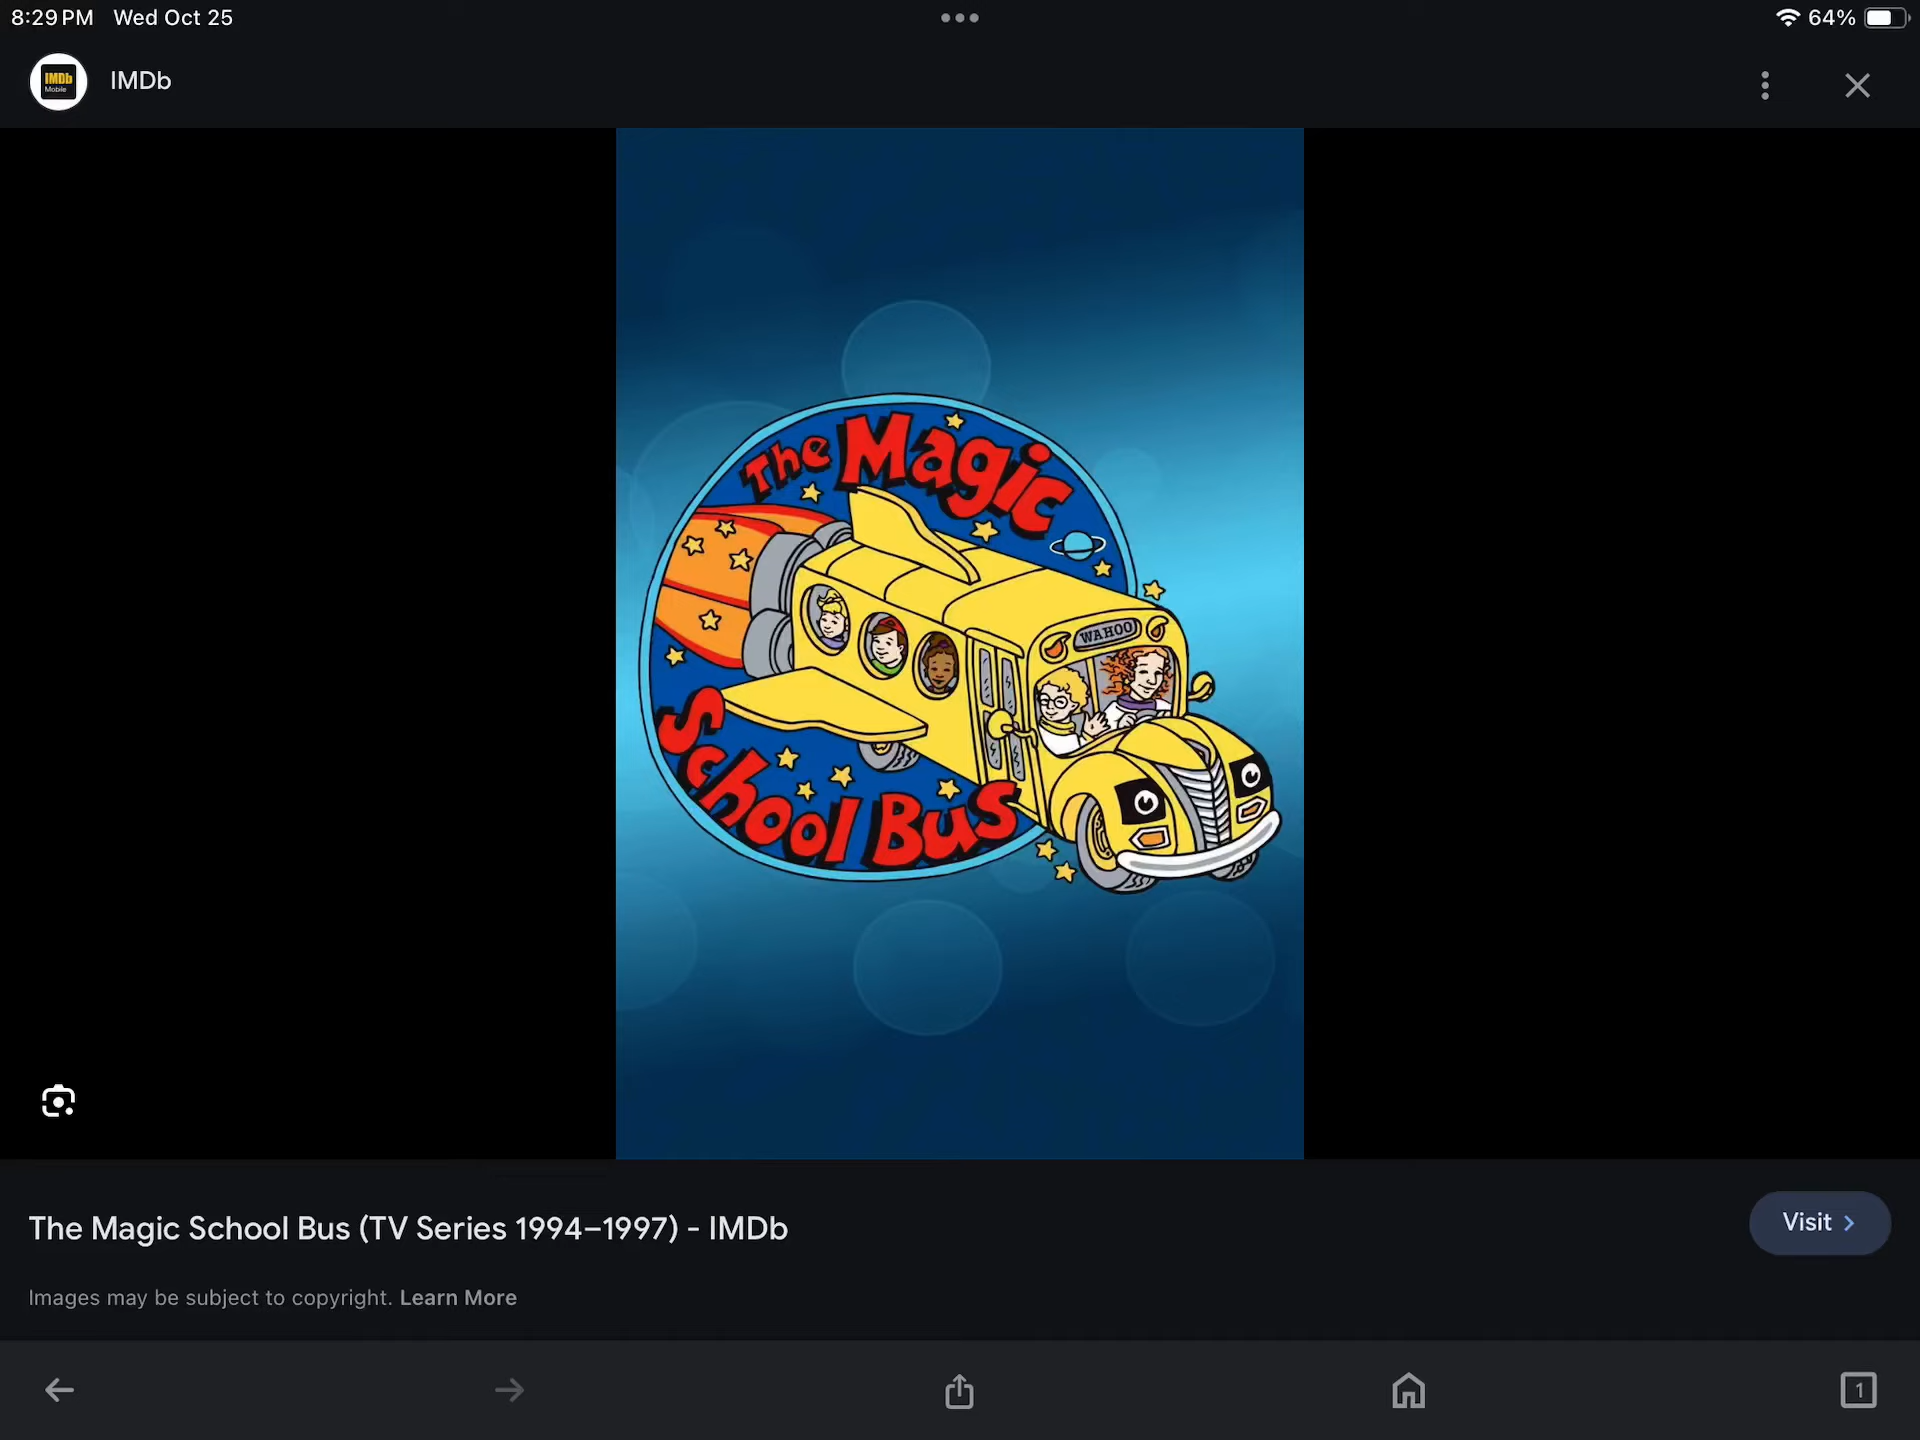 8:29 PM Wed Oct 25
64%
IMDb
Mobile
IMDb
The Magic
WAHOO
School Bus
The Magic School Bus (TV Series 1994–1997) - IMDb
Visit
Images may be subject to copyright. Learn More
1